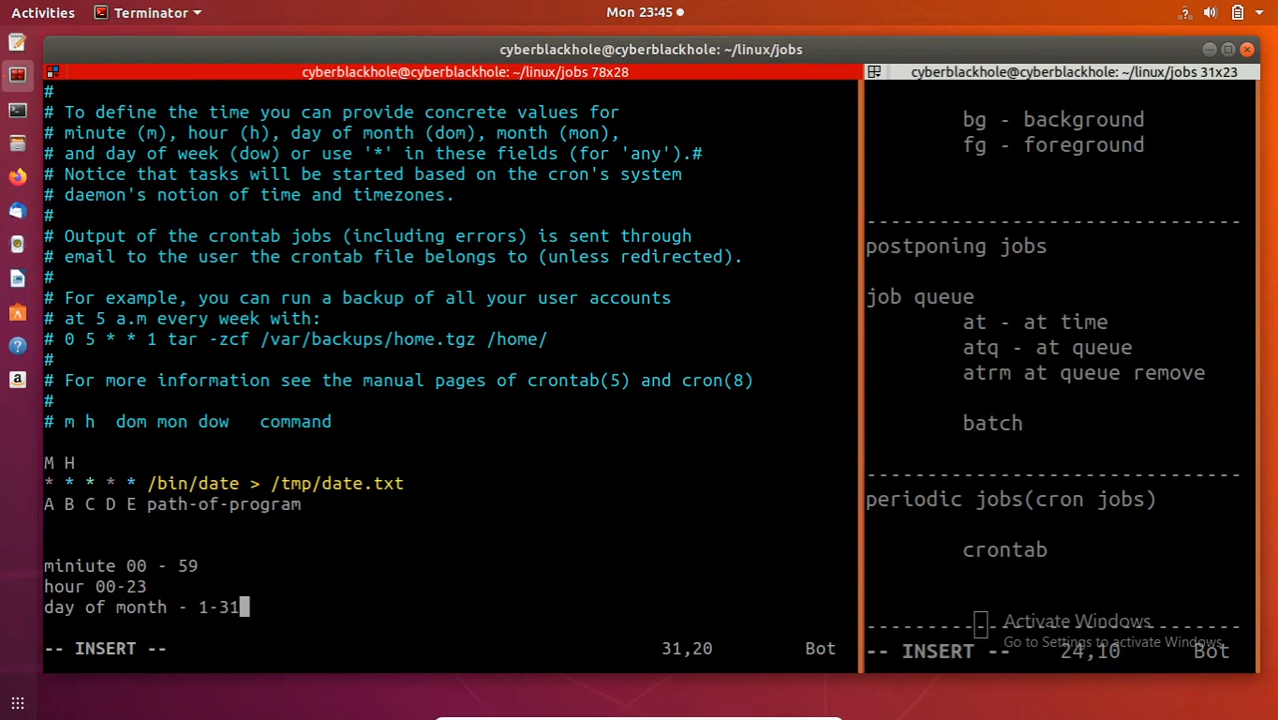 Activities Terminator Mon 23:45
cyberblackhole@cyberblackhole: ~/linux/jobs
cyberblackhole@cyberblackhole: ~/linux/jobs 78x28
#
# To define the time you can provide concrete values for
# minute (m), hour (h), day of month (dom), month (mon),
# and day of week (dow) or use '*' in these fields (for 'any').#
# Notice that tasks will be started based on the cron's system
# daemon's notion of time and timezones.
#
# Output of the crontab jobs (including errors) is sent through
# email to the user the crontab file belongs to (unless redirected).
#
# For example, you can run a backup of all your user accounts
# at 5 a.m every week with:
# 0 5 * * 1 tar -zcf /var/backups/home.tgz /home/
#
# For more information see the manual pages of crontab(5) and cron(8)
#
# m h  dom mon dow   command
M H
* * * * * /bin/date > /tmp/date.txt
A B C D E path-of-program
miniute 00 - 59
hour 00-23
day of month - 1-31
-- INSERT -- 31,20 Bot
cyberblackhole@cyberblackhole: ~/linux/jobs 31x23
bg - background
fg - foreground
-------------------------------
postponing jobs
job queue
at - at time
atq - at queue
atrm at queue remove
batch
-------------------------------
periodic jobs(cron jobs)
crontab
-------------------------------
Activate Windows
Go to Settings to activate Windows.
-- INSERT -- 24,10 Bot